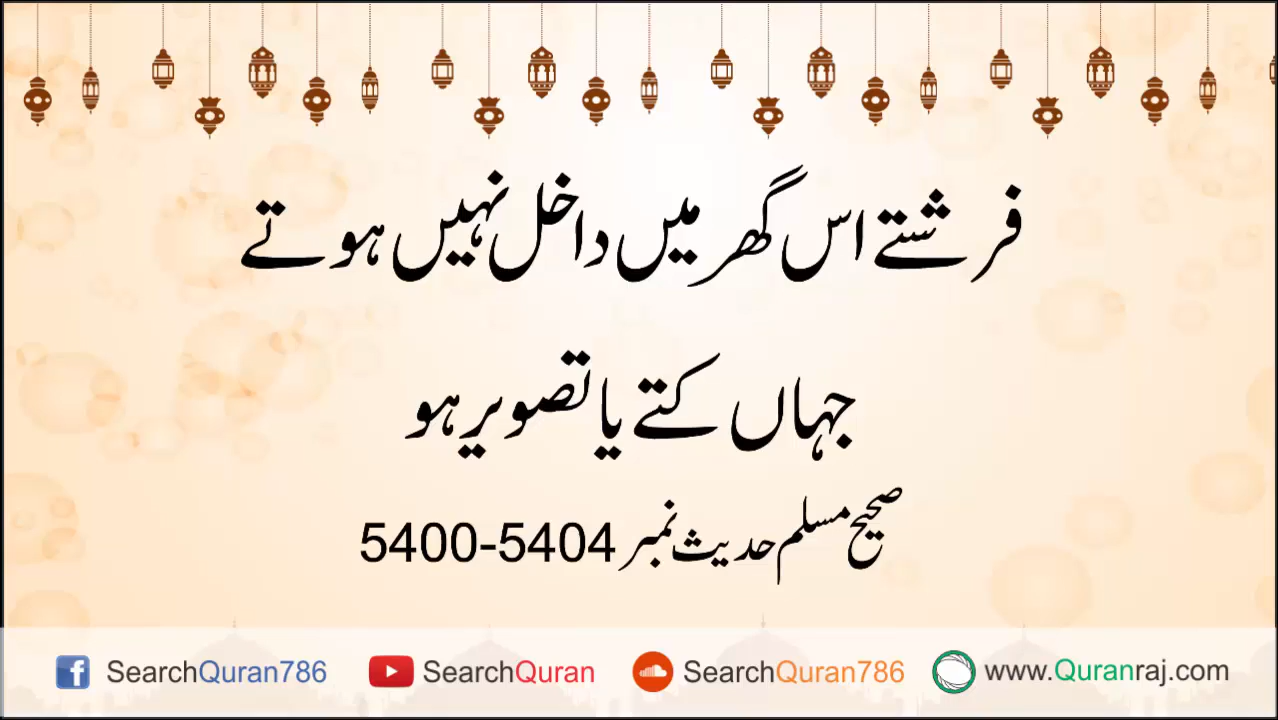 فرشتے اس گھر میں داخل نہیں ہوتے
جہاں کتے یا تصویر ہو
صحیح مسلم حدیث نمبر 5404-5400
SearchQuran786 SearchQuran SearchQuran786 www.Quranraj.com